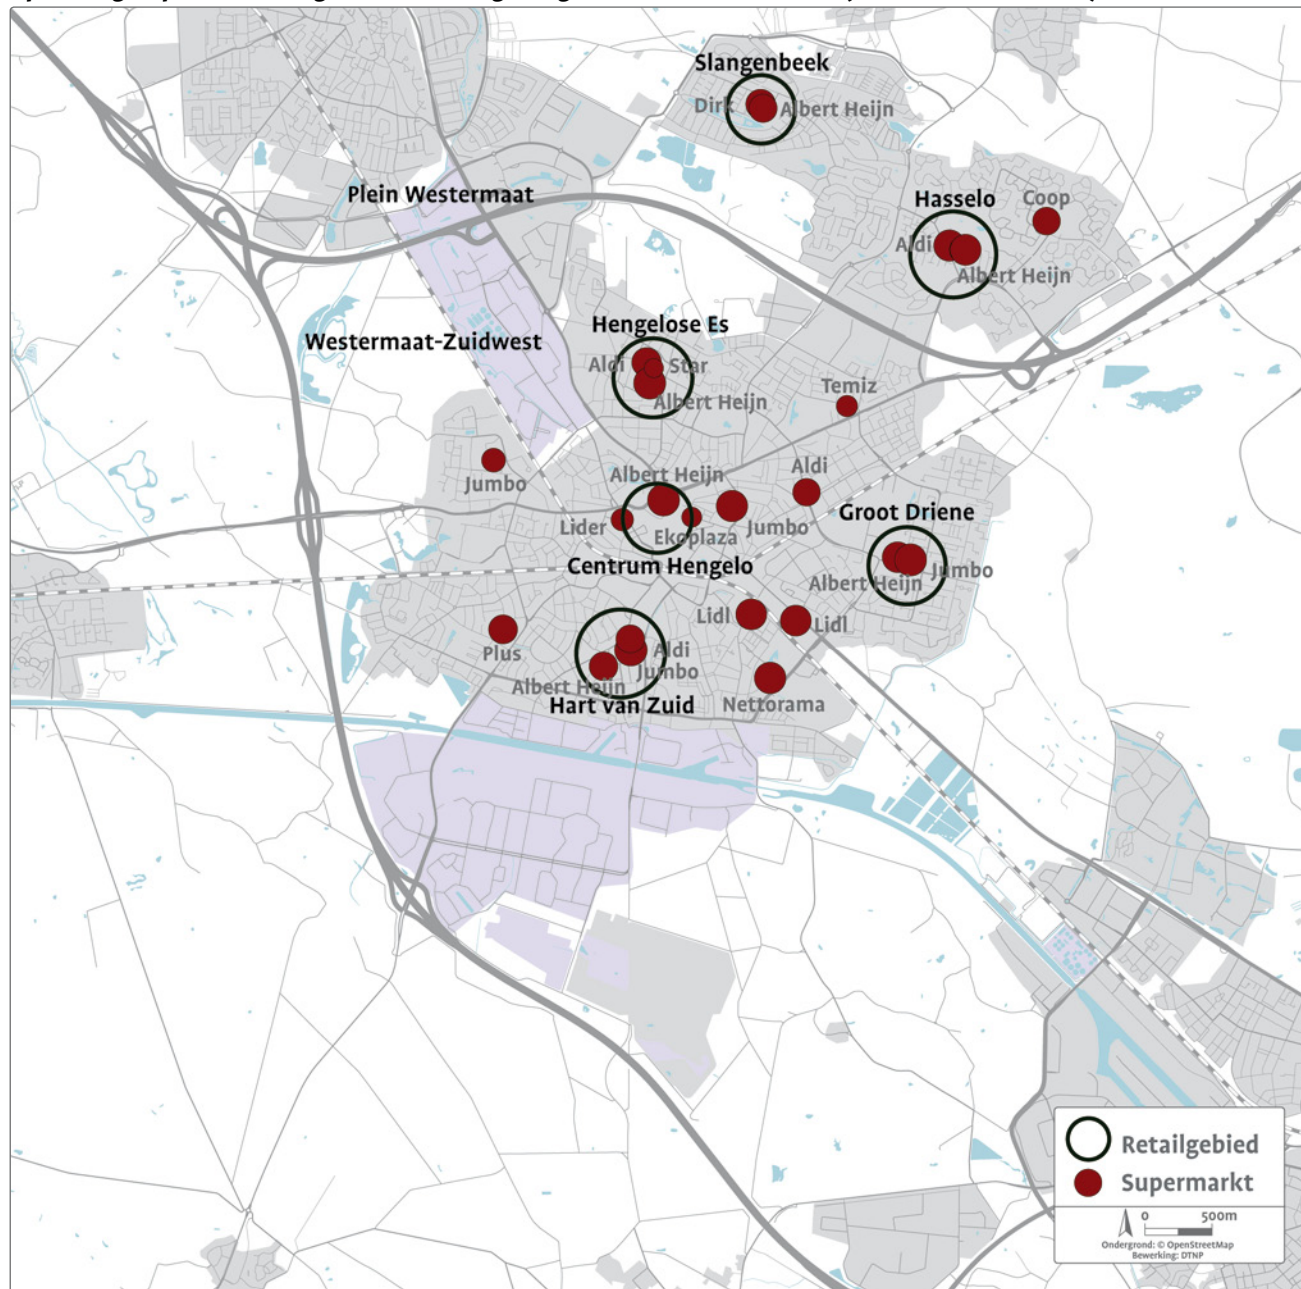 Slangenbeek
Dirk
Albert Heijn
Plein Westermaat
Hasselo
Coop
Aldi
Albert Heijn
Hengelose Es
Westermaat-Zuidwest
Aldi
Star
Albert Heijn
Temiz
Jumbo
Albert Heijn
Aldi
Lider
Ekoplaza
Jumbo
Groot Driene
Centrum Hengelo
Albert Heijn
Jumbo
Lidl
Lidl
Plus
Aldi
Jumbo
Albert Heijn
Hart van Zuid
Nettorama
Retailgebied
Supermarkt
0 500m
Ondergrond: © OpenStreetMap
Bewerking: DTNP